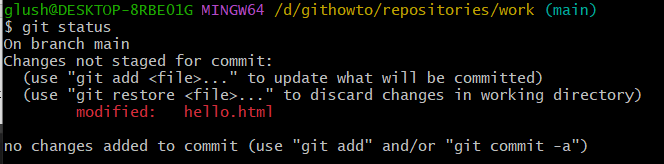 glush@DESKTOP-8RBE01G MINGW64 /d/githowto/repositories/work (main)
$ git status
On branch main
Changes not staged for commit:
  (use "git add <file>..." to update what will be committed)
  (use "git restore <file>..." to discard changes in working directory)
        modified:   hello.html

no changes added to commit (use "git add" and/or "git commit -a")